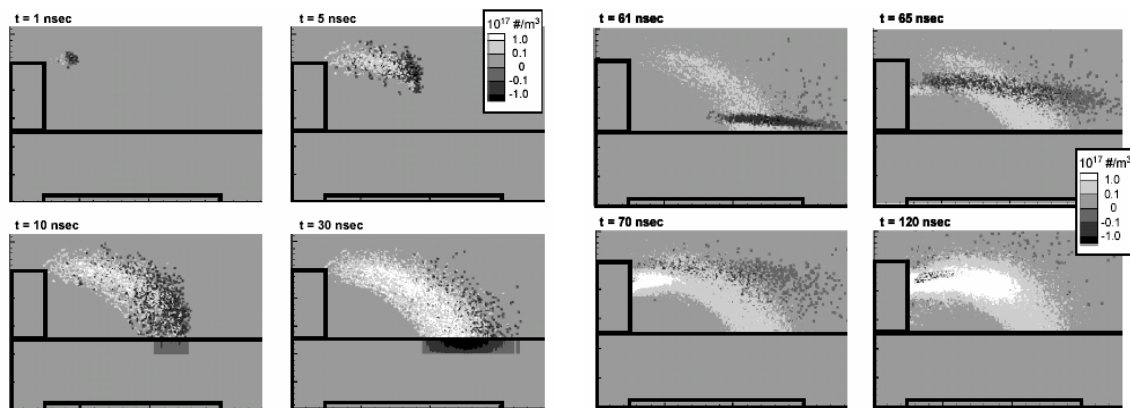 t = 1 nsec
t = 5 nsec
10¹⁷ #/m³
1.0
0.1
0
-0.1
-1.0
t = 10 nsec
t = 30 nsec
t = 61 nsec
t = 65 nsec
10¹⁷ #/m³
1.0
0.1
0
-0.1
-1.0
t = 70 nsec
t = 120 nsec